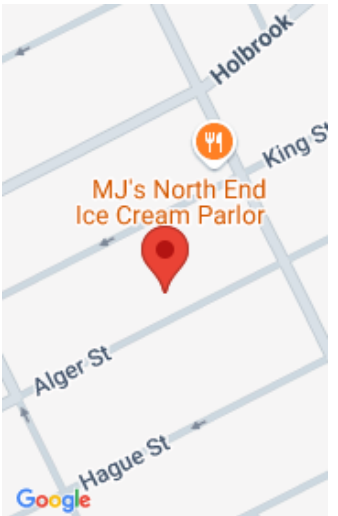 Holbrook
King St
MJ's North End
Ice Cream Parlor
Alger St
Hague St
Google